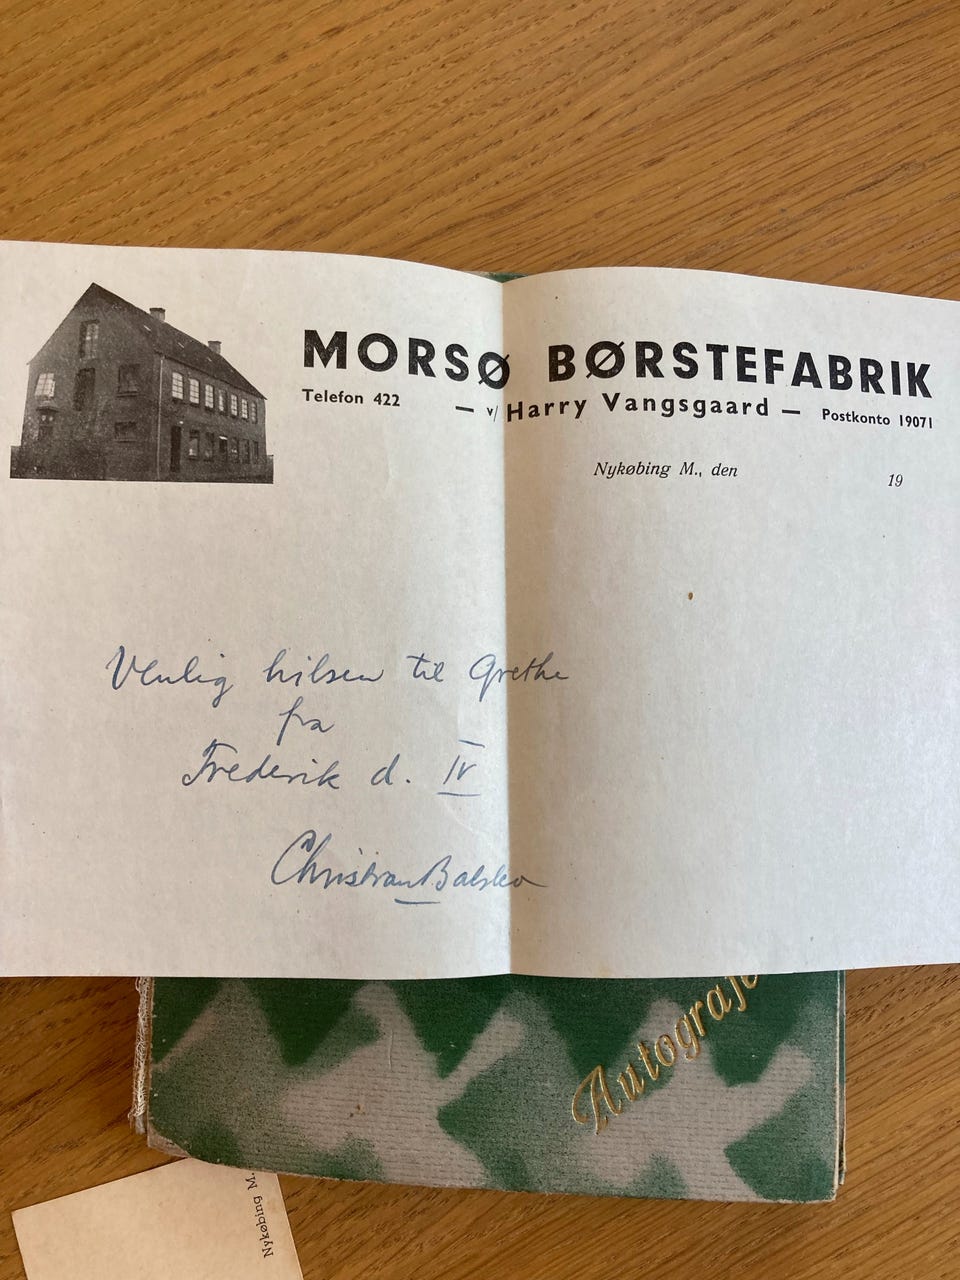 MORSØ BØRSTEFABRIK
Telefon 422 — v/ Harry Vangsgaard — Postkonto 19071
Nykøbing M., den 19
Venlig hilsen til Grethe
fra
Frederik d. IV
Christian Balslev
Autograf
Nykøbing M.